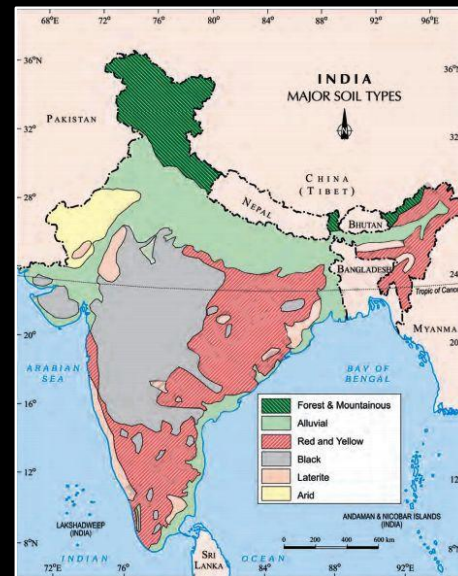 68°E 72°E 76°E 80° 84° 88°E 92°E 96°E
INDIA
MAJOR SOIL TYPES
N
36°N
PAKISTAN
32°N
CHINA
(TIBET)
28°N
NEPAL
BHUTAN
BANGLADESH
24°
Tropic of Cancer
MYANMA
20°N
20°
ARABIAN
SEA
BAY OF
BENGAL
16°N
Forest & Mountainous
Alluvial
Red and Yellow
Black
Laterite
Arid
12°N
12°
LAKSHADWEEP
(INDIA)
ANDAMAN & NICOBAR ISLANDS
(INDIA)
0 200 400 600 km
8°N
8°
INDIAN OCEAN
SRI
LANKA
72°E 76°E 80°E 84°E 88°E 92°E